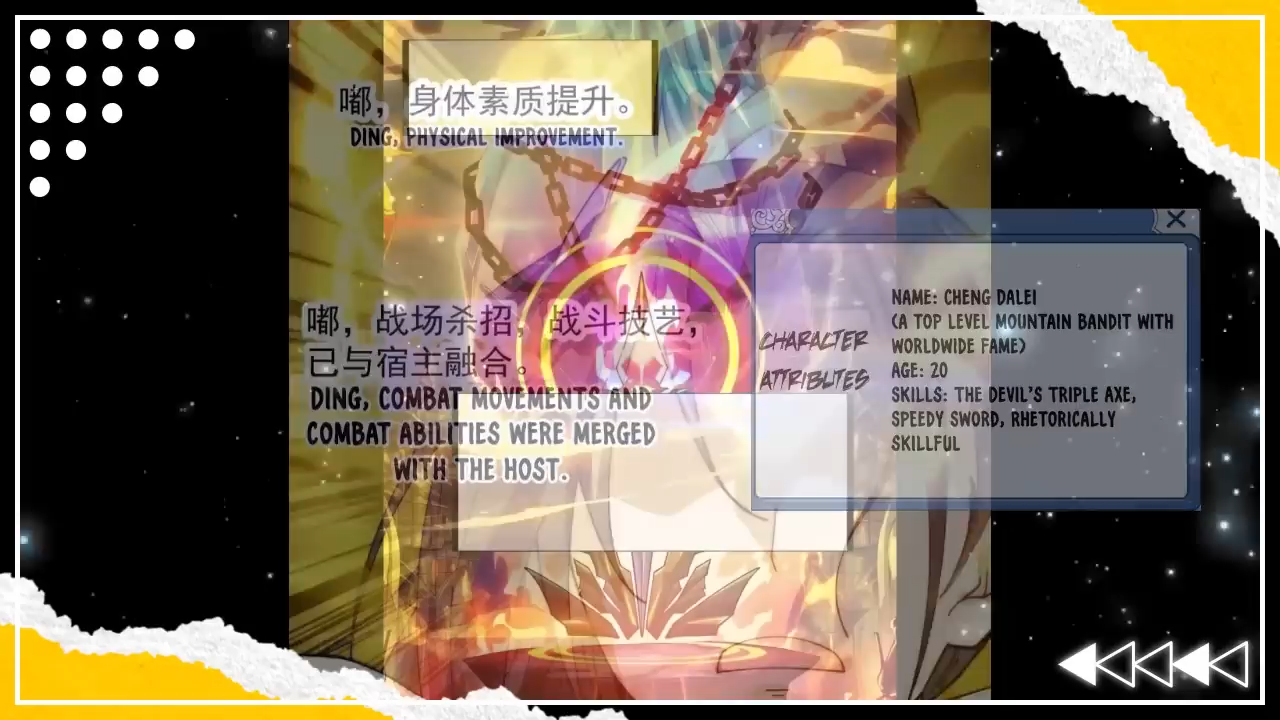 嘟，身体素质提升。
DING, PHYSICAL IMPROVEMENT.
嘟，战场杀招，战斗技艺，
已与宿主融合。
DING, COMBAT MOVEMENTS AND
COMBAT ABILITIES WERE MERGED
WITH THE HOST.
CHARACTER
ATTRIBUTES
NAME: CHENG DALEI
(A TOP LEVEL MOUNTAIN BANDIT WITH
WORLDWIDE FAME)
AGE: 20
SKILLS: THE DEVIL'S TRIPLE AXE,
SPEEDY SWORD, RHETORICALLY
SKILLFUL